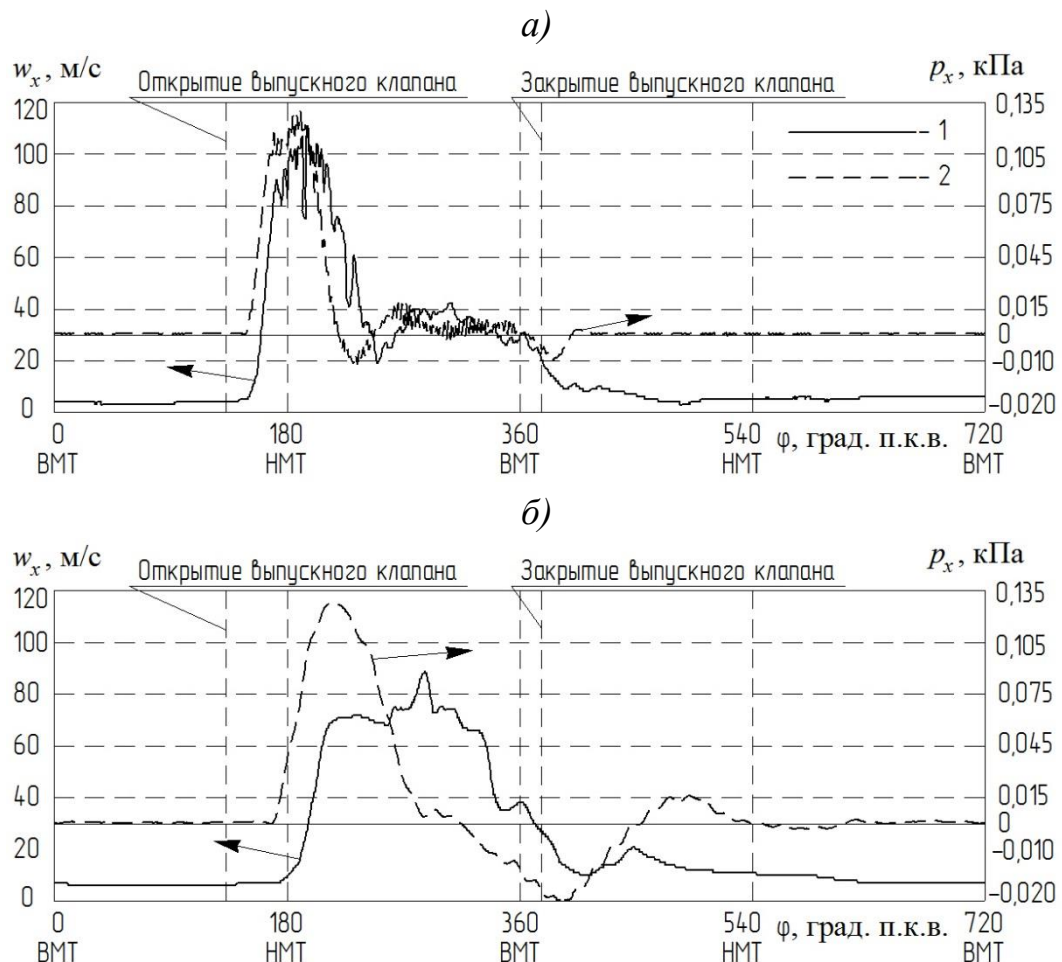 а)
w_x, м/с
Открытие выпускного клапана
Закрытие выпускного клапана
p_x, кПа
120
100
80
60
40
20
0
1
2
0,135
0,105
0,075
0,045
0,015
0
-0,010
-0,020
0
180
360
540
φ, град. п.к.в.
720
ВМТ
НМТ
ВМТ
НМТ
ВМТ
б)
w_x, м/с
Открытие выпускного клапана
Закрытие выпускного клапана
p_x, кПа
120
100
80
60
40
20
0
0,135
0,105
0,075
0,045
0,015
0
-0,010
-0,020
0
180
360
540
φ, град. п.к.в.
720
ВМТ
НМТ
ВМТ
НМТ
ВМТ